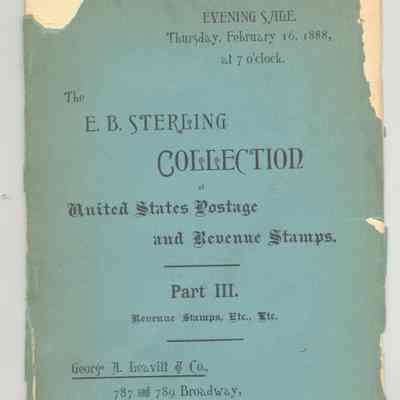 EVENING SALE
Thursday, February 16, 1888,
at 7 o'clock.
The
E. B. STERLING
COLLECTION
of
United States Postage
and Revenue Stamps.
Part III.
Revenue Stamps, Etc., Etc.
George A. Leavitt & Co.,
787 and 789 Broadway,